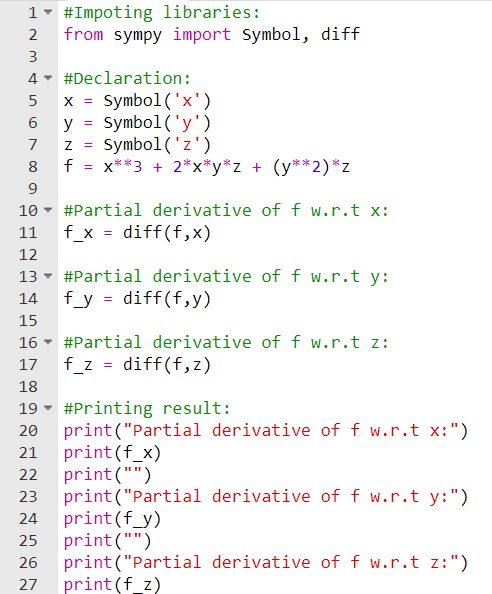 1 #Impoting libraries:
2 from sympy import Symbol, diff
3
4 #Declaration:
5 x = Symbol('x')
6 y = Symbol('y')
7 z = Symbol('z')
8 f = x**3 + 2*x*y*z + (y**2)*z
9
10 #Partial derivative of f w.r.t x:
11 f_x = diff(f,x)
12
13 #Partial derivative of f w.r.t y:
14 f_y = diff(f,y)
15
16 #Partial derivative of f w.r.t z:
17 f_z = diff(f,z)
18
19 #Printing result:
20 print("Partial derivative of f w.r.t x:")
21 print(f_x)
22 print("")
23 print("Partial derivative of f w.r.t y:")
24 print(f_y)
25 print("")
26 print("Partial derivative of f w.r.t z:")
27 print(f_z)